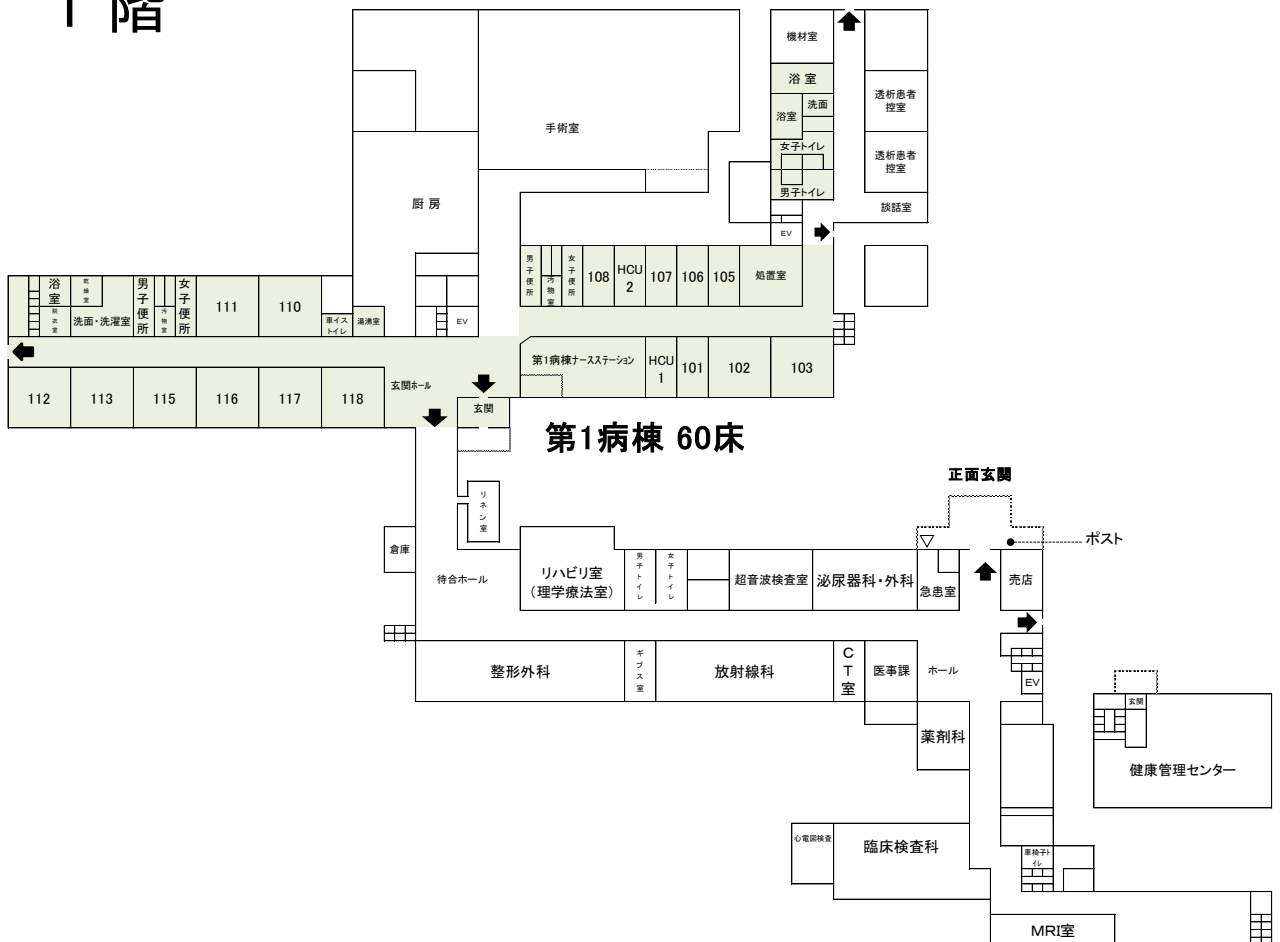 1 階
機材室
浴 室
浴室
洗面
女子トイレ
男子トイレ
EV
透析患者
控室
透析患者
控室
談話室
手術室
厨 房
男子便所
汚物室
女子便所
108
HCU
2
107
106
105
処置室
浴室
乾燥室
脱衣室
洗面・洗濯室
男子便所
汚物室
女子便所
111
110
車イス
トイレ
湯沸室
EV
第1病棟ナースステーション
HCU
1
101
102
103
112
113
115
116
117
118
玄関ホール
玄関
第1病棟 60床
正面玄関
ポスト
リネン室
倉庫
待合ホール
リハビリ室
(理学療法室)
男子トイレ
女子トイレ
超音波検査室
泌尿器科・外科
急患室
売店
整形外科
ギプス室
放射線科
CT室
医事課
ホール
EV
薬剤科
玄関
健康管理センター
心電図検査
臨床検査科
車椅子ト
イレ
MRI室